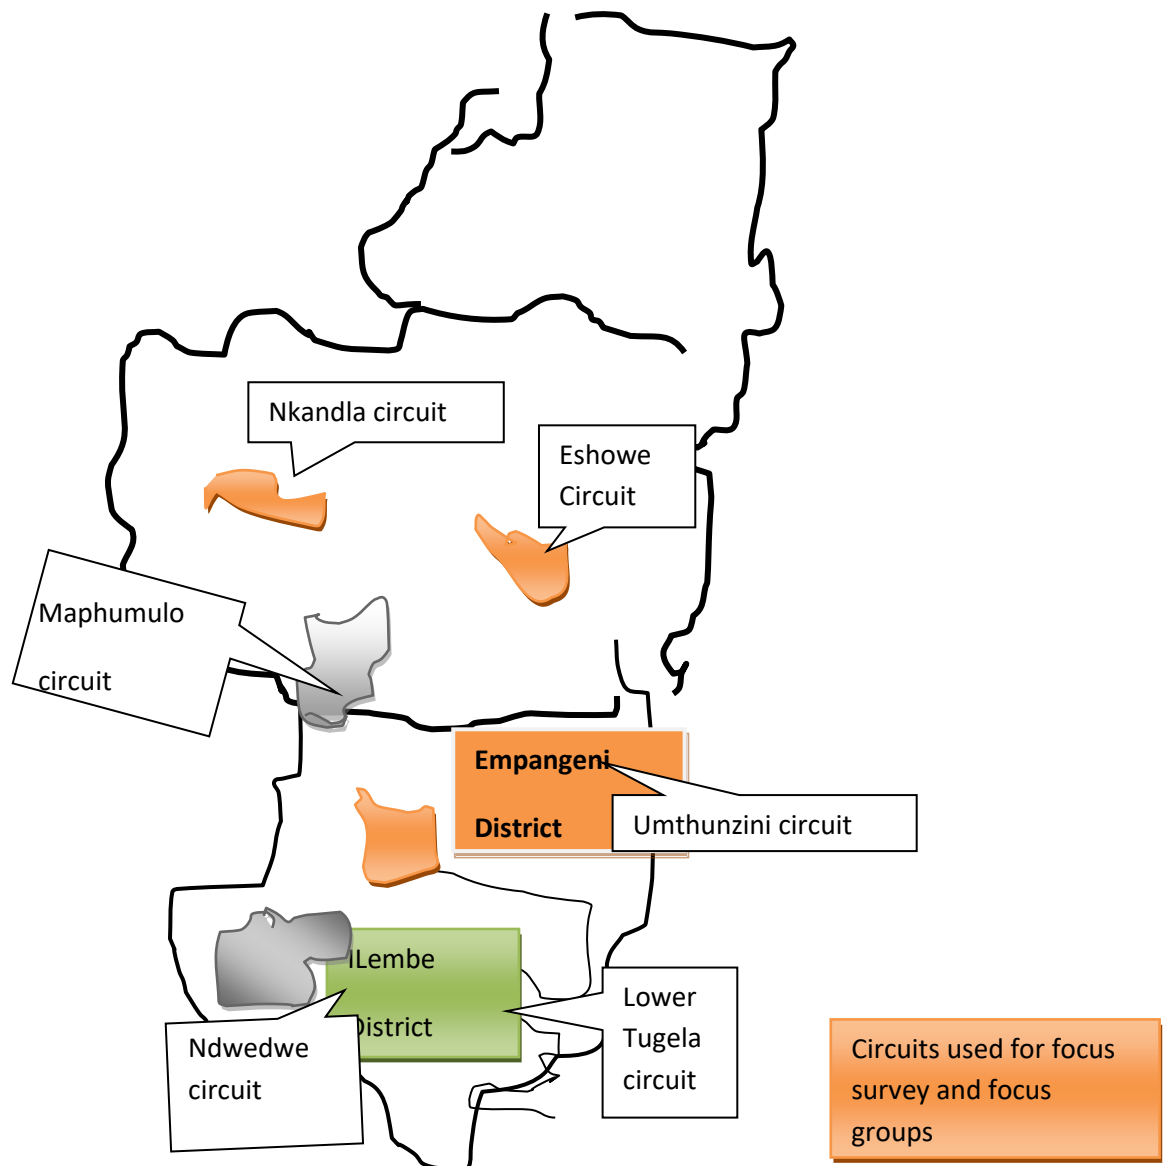 Nkandla circuit
Eshowe
Circuit
Maphumulo
circuit
Empangeni
District
Umthunzini circuit
ILembe
District
Ndwedwe
circuit
Lower
Tugela
circuit
Circuits used for focus
survey and focus
groups